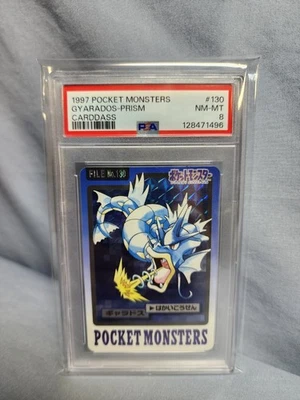 1997 POCKET MONSTERS #130
GYARADOS-PRISM NM-MT
CARDDASS 8
PSA 128471496
FILE No.130
ポケットモンスター
▶はかいこうせん
ギャラドス
POCKET MONSTERS